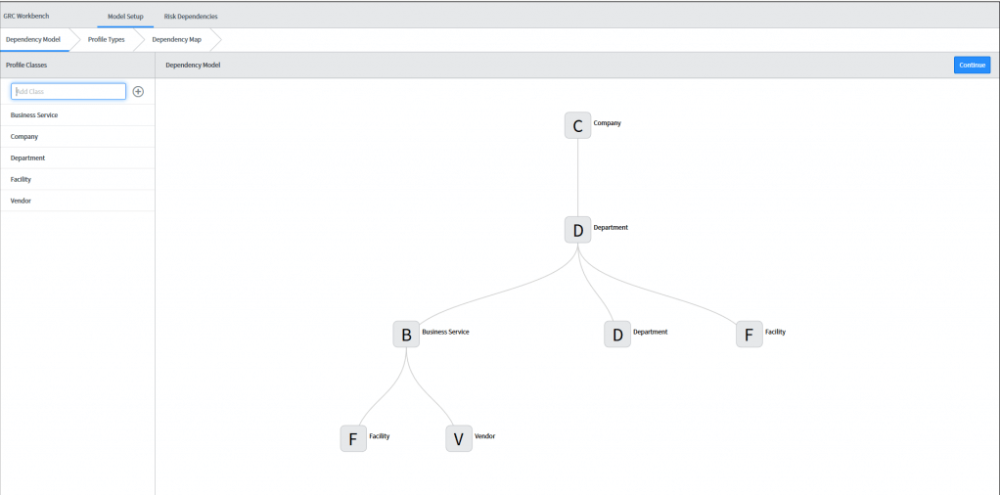 GRC Workbench
Model Setup
Risk Dependencies
Dependency Model
Profile Types
Dependency Map
Profile Classes
Dependency Model
Continue
Add Class
Business Service
Company
Department
Facility
Vendor
C Company
D Department
B Business Service
D Department
F Facility
F Facility
V Vendor